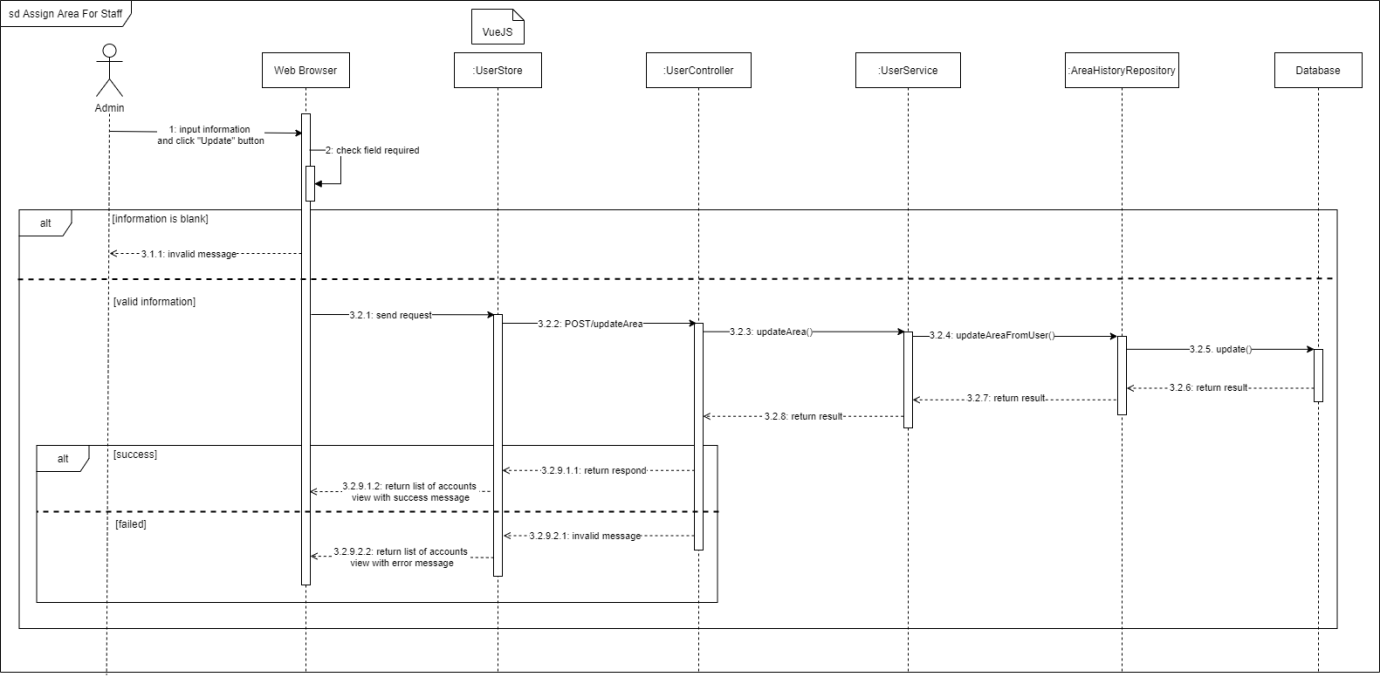 sd Assign Area For Staff
VueJS
Admin
Web Browser
:UserStore
:UserController
:UserService
:AreaHistoryRepository
Database
1: input information
and click "Update" button
2: check field required
alt
[information is blank]
3.1.1: invalid message
[valid information]
3.2.1: send request
3.2.2: POST/updateArea
3.2.3: updateArea()
3.2.4: updateAreaFromUser()
3.2.5. update()
3.2.6: return result
3.2.7: return result
3.2.8: return result
alt
[success]
3.2.9.1.1: return respond
3.2.9.1.2: return list of accounts
view with success message
[failed]
3.2.9.2.1: invalid message
3.2.9.2.2: return list of accounts
view with error message